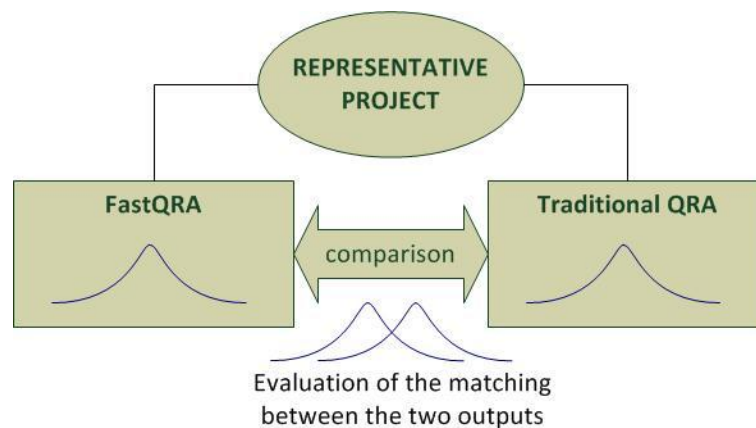 REPRESENTATIVE
PROJECT
FastQRA
Traditional QRA
comparison
Evaluation of the matching
between the two outputs